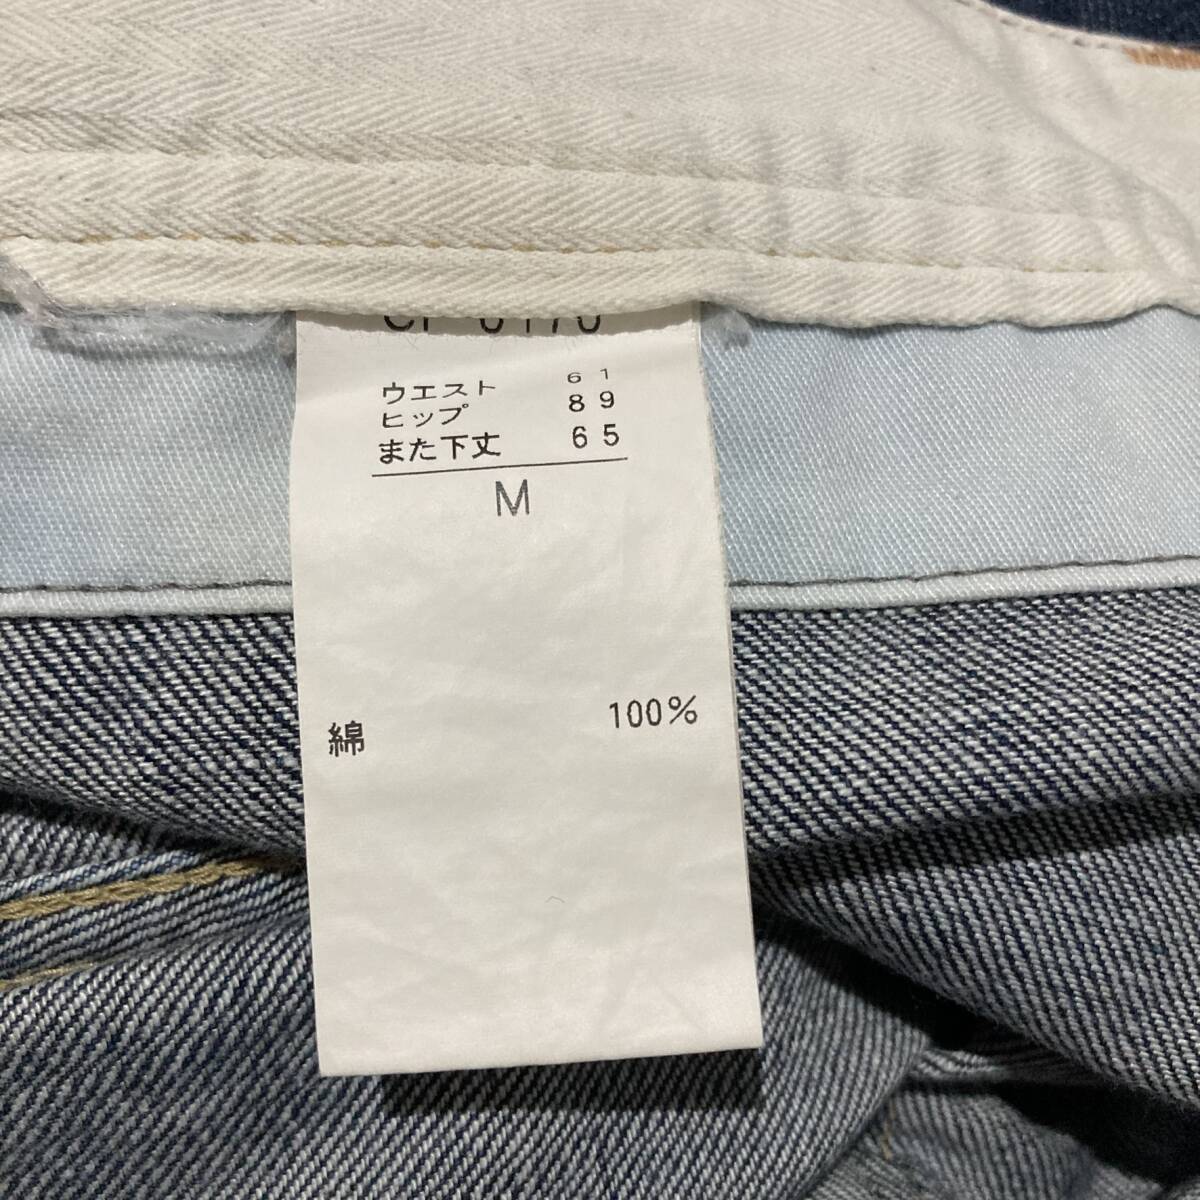 ウエスト 61
ヒップ 89
また下丈 65
M
綿 100%